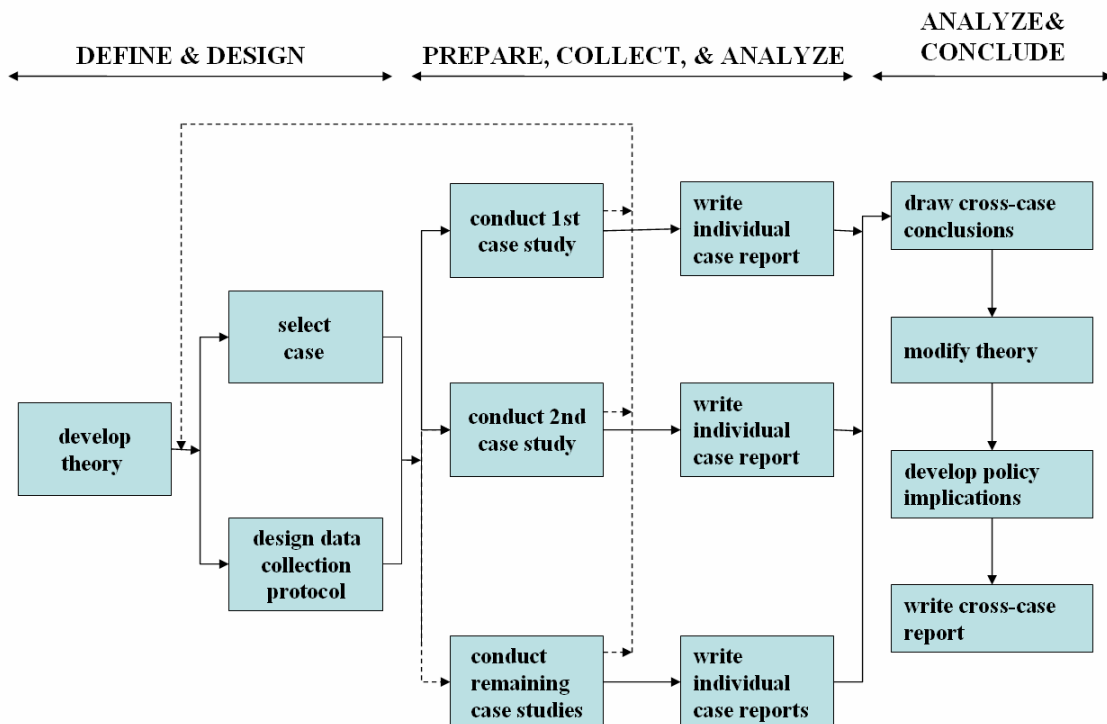 DEFINE & DESIGN
PREPARE, COLLECT, & ANALYZE
ANALYZE&
CONCLUDE
develop
theory
select
case
design data
collection
protocol
conduct 1st
case study
conduct 2nd
case study
conduct
remaining
case studies
write
individual
case report
write
individual
case report
write
individual
case reports
draw cross-case
conclusions
modify theory
develop policy
implications
write cross-case
report